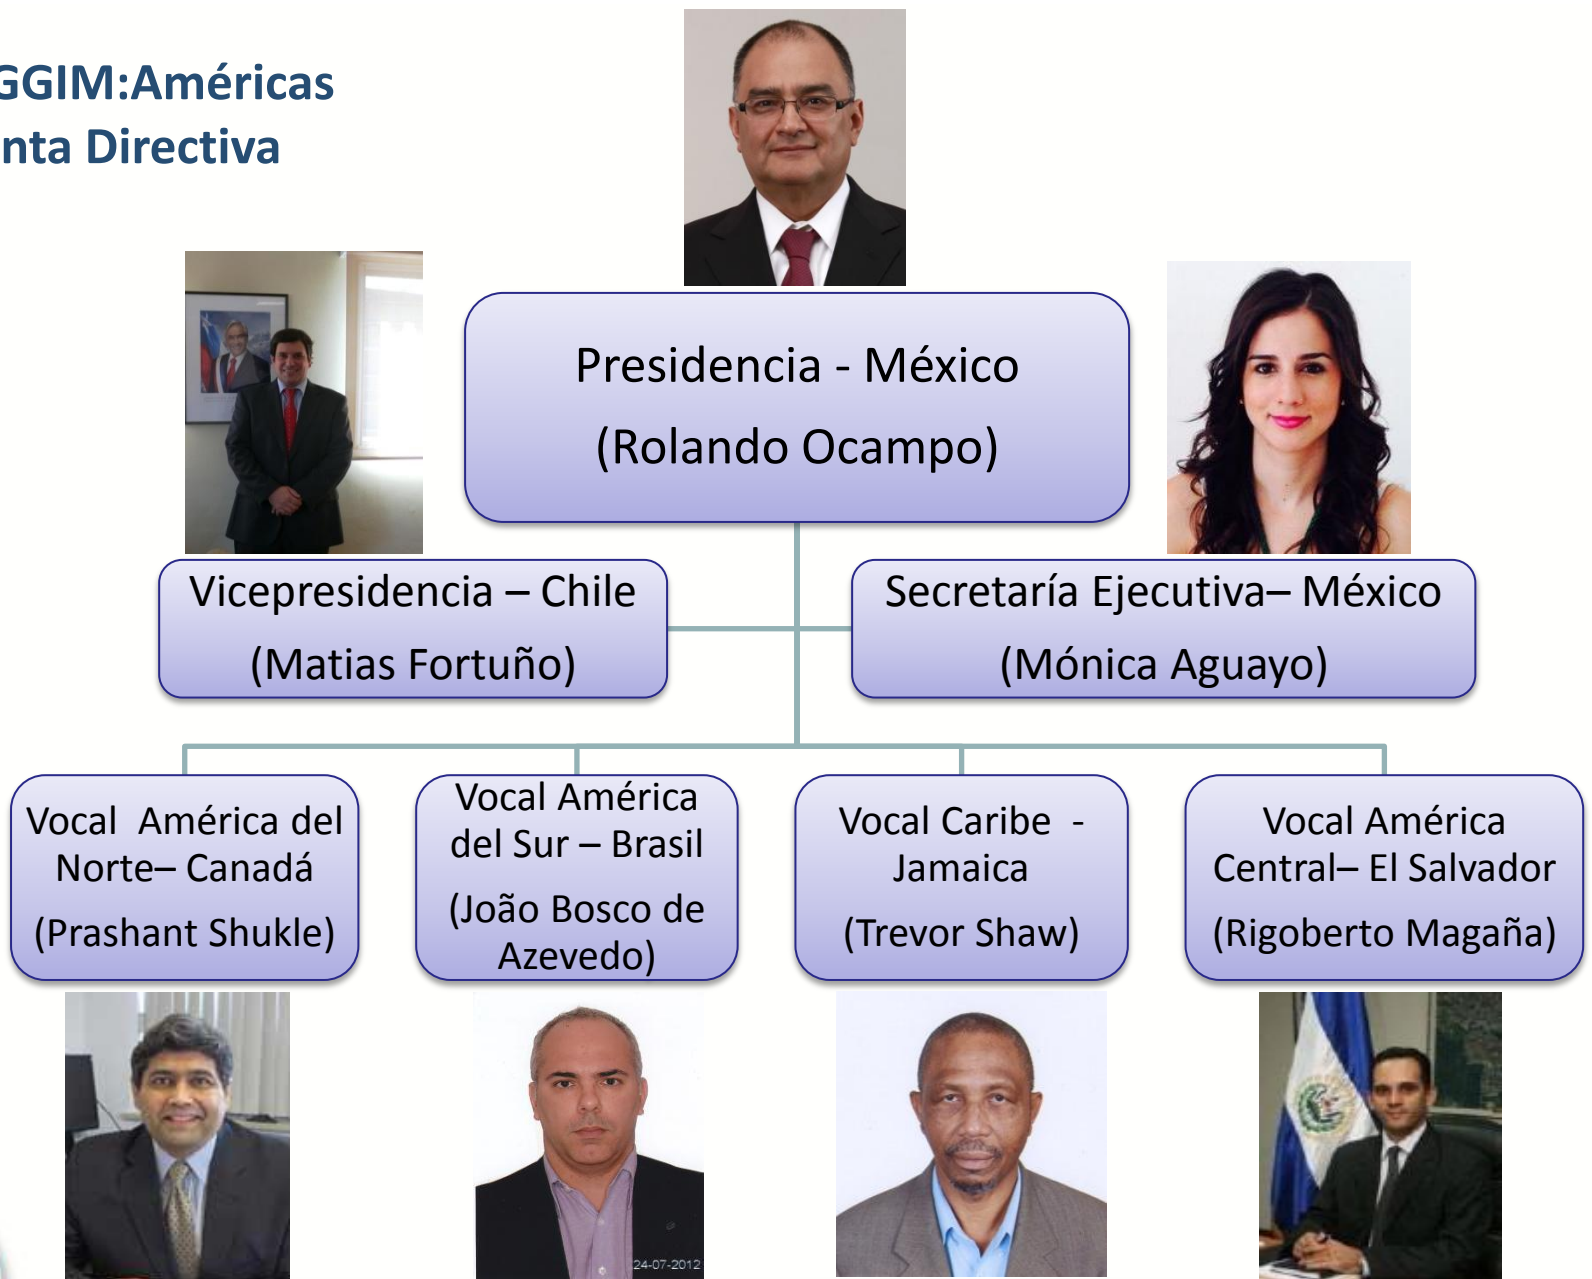 GGIM:Américas
nta Directiva
Presidencia - México
(Rolando Ocampo)
Vicepresidencia – Chile
(Matias Fortuño)
Secretaría Ejecutiva– México
(Mónica Aguayo)
Vocal América del
Norte– Canadá
(Prashant Shukle)
Vocal América
del Sur – Brasil
(João Bosco de
Azevedo)
Vocal Caribe -
Jamaica
(Trevor Shaw)
Vocal América
Central– El Salvador
(Rigoberto Magaña)
24-07-2012